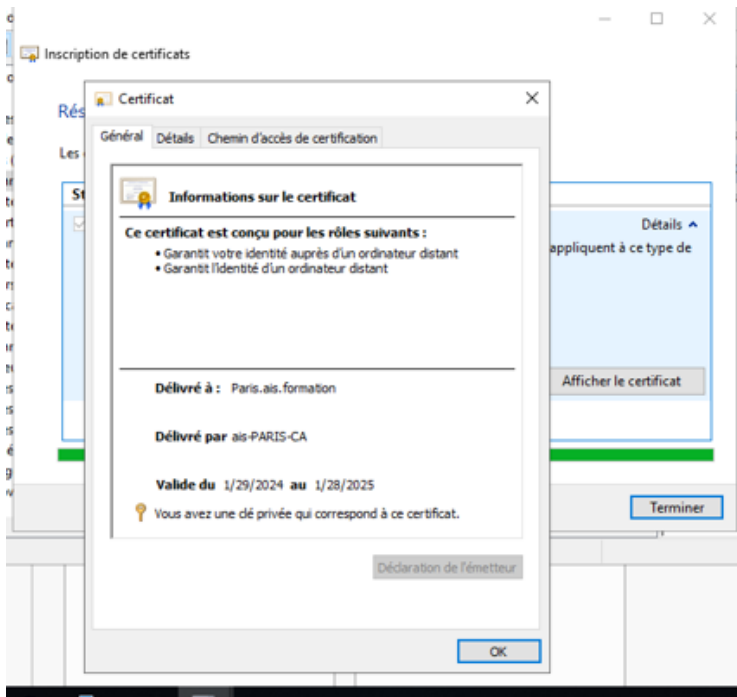 Inscription de certificats
Certificat
Rés
Général Détails Chemin d'accès de certification
Les
St
Informations sur le certificat
Ce certificat est conçu pour les rôles suivants :
• Garantit votre identité auprès d'un ordinateur distant
• Garantit l'identité d'un ordinateur distant
Détails
appliquent à ce type de
Délivré à : Paris.ais.formation
Afficher le certificat
Délivré par ais-PARIS-CA
Valide du 1/29/2024 au 1/28/2025
Vous avez une clé privée qui correspond à ce certificat.
Terminer
Déclaration de l'émetteur
OK